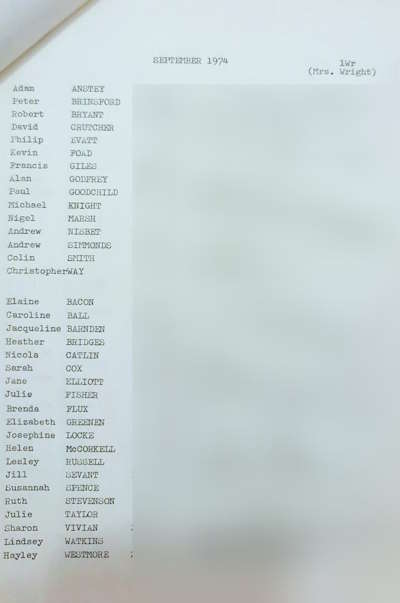 SEPTEMBER 1974
1Wr
(Mrs. Wright)
Adam ANSTEY
Peter BRINSFORD
Robert BRYANT
David CRUTCHER
Philip EVATT
Kevin FOAD
Francis GILES
Alan GODFREY
Paul GOODCHILD
Michael KNIGHT
Nigel MARSH
Andrew NISBET
Andrew SIMMONDS
Colin SMITH
ChristopherWAY
Elaine BACON
Caroline BALL
Jacqueline BARNDEN
Heather BRIDGES
Nicola CATLIN
Sarah COX
Jane ELLIOTT
Julie FISHER
Brenda FLUX
Elizabeth GREENEN
Josephine LOCKE
Helen McCORKELL
Lesley RUSSELL
Jill SEVANT
Susannah SPENCE
Ruth STEVENSON
Julie TAYLOR
Sharon VIVIAN
Lindsey WATKINS
Hayley WESTMORE